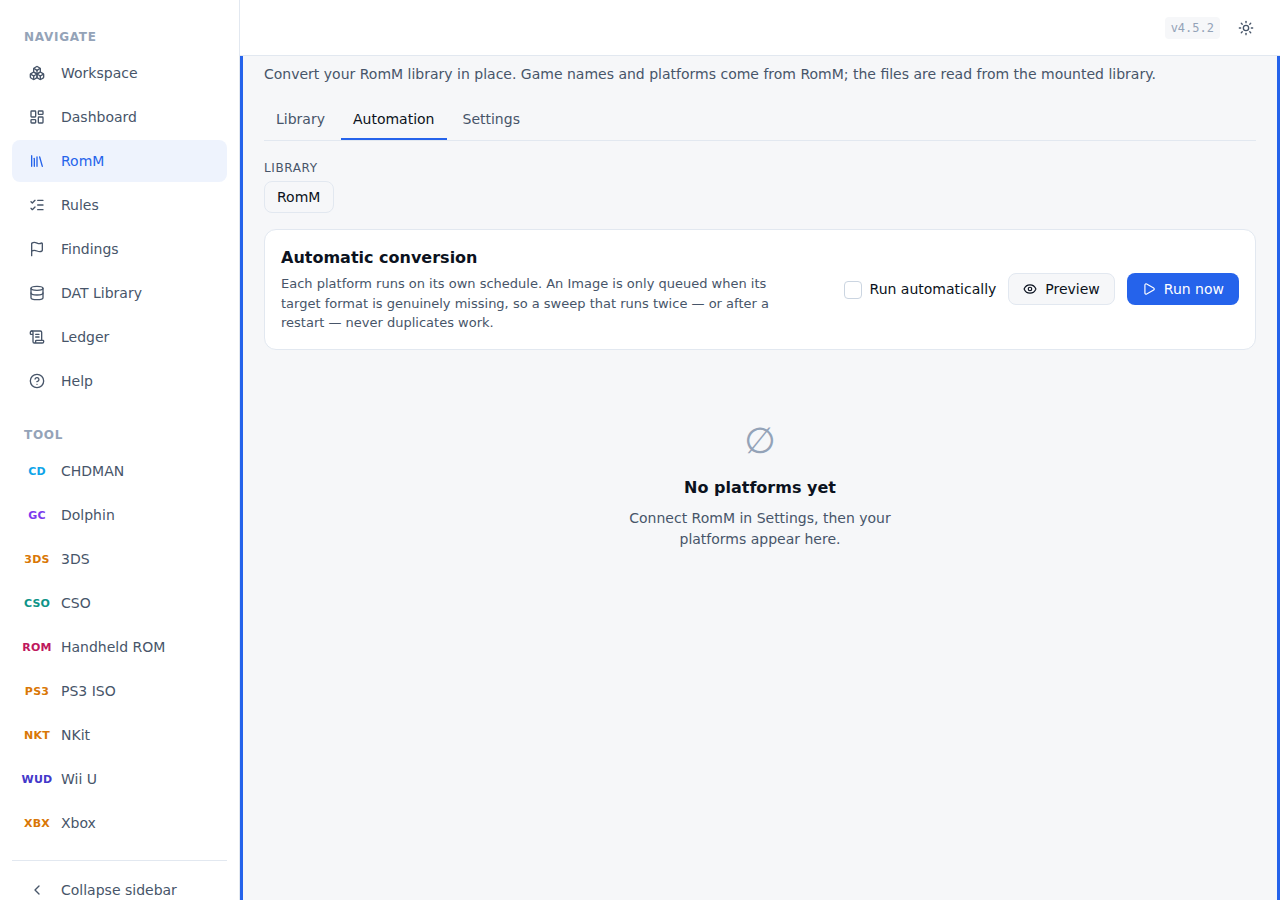 NAVIGATE
Workspace
Dashboard
RomM
Rules
Findings
DAT Library
Ledger
Help
TOOL
CD CHDMAN
GC Dolphin
3DS 3DS
CSO CSO
ROM Handheld ROM
PS3 PS3 ISO
NKT NKit
WUD Wii U
XBX Xbox
Collapse sidebar
v4.5.2
Convert your RomM library in place. Game names and platforms come from RomM; the files are read from the mounted library.
Library Automation Settings
LIBRARY
RomM
Automatic conversion
Each platform runs on its own schedule. An Image is only queued when its
target format is genuinely missing, so a sweep that runs twice — or after a
restart — never duplicates work.
Run automatically Preview Run now
No platforms yet
Connect RomM in Settings, then your
platforms appear here.